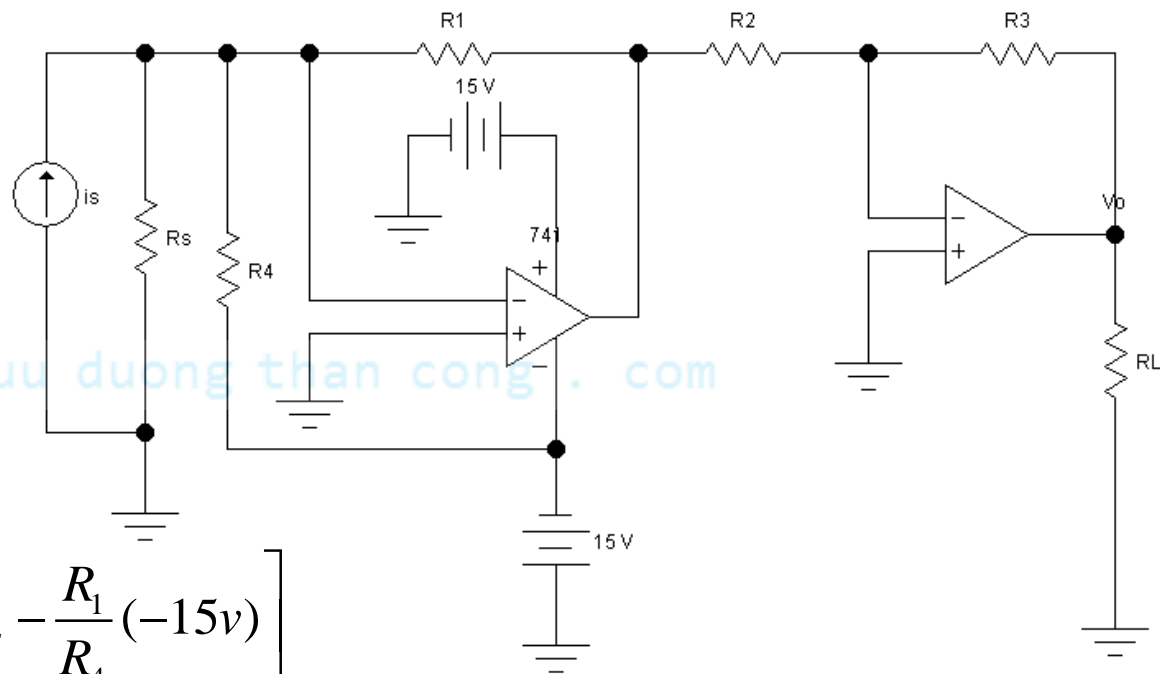 R1
R2
R3
15 V
is
Rs
R4
741
Vo
+
−
+
−
−
+
RL
uu duong than cong . com
15 V
− R₁/R₄ (−15v) ]